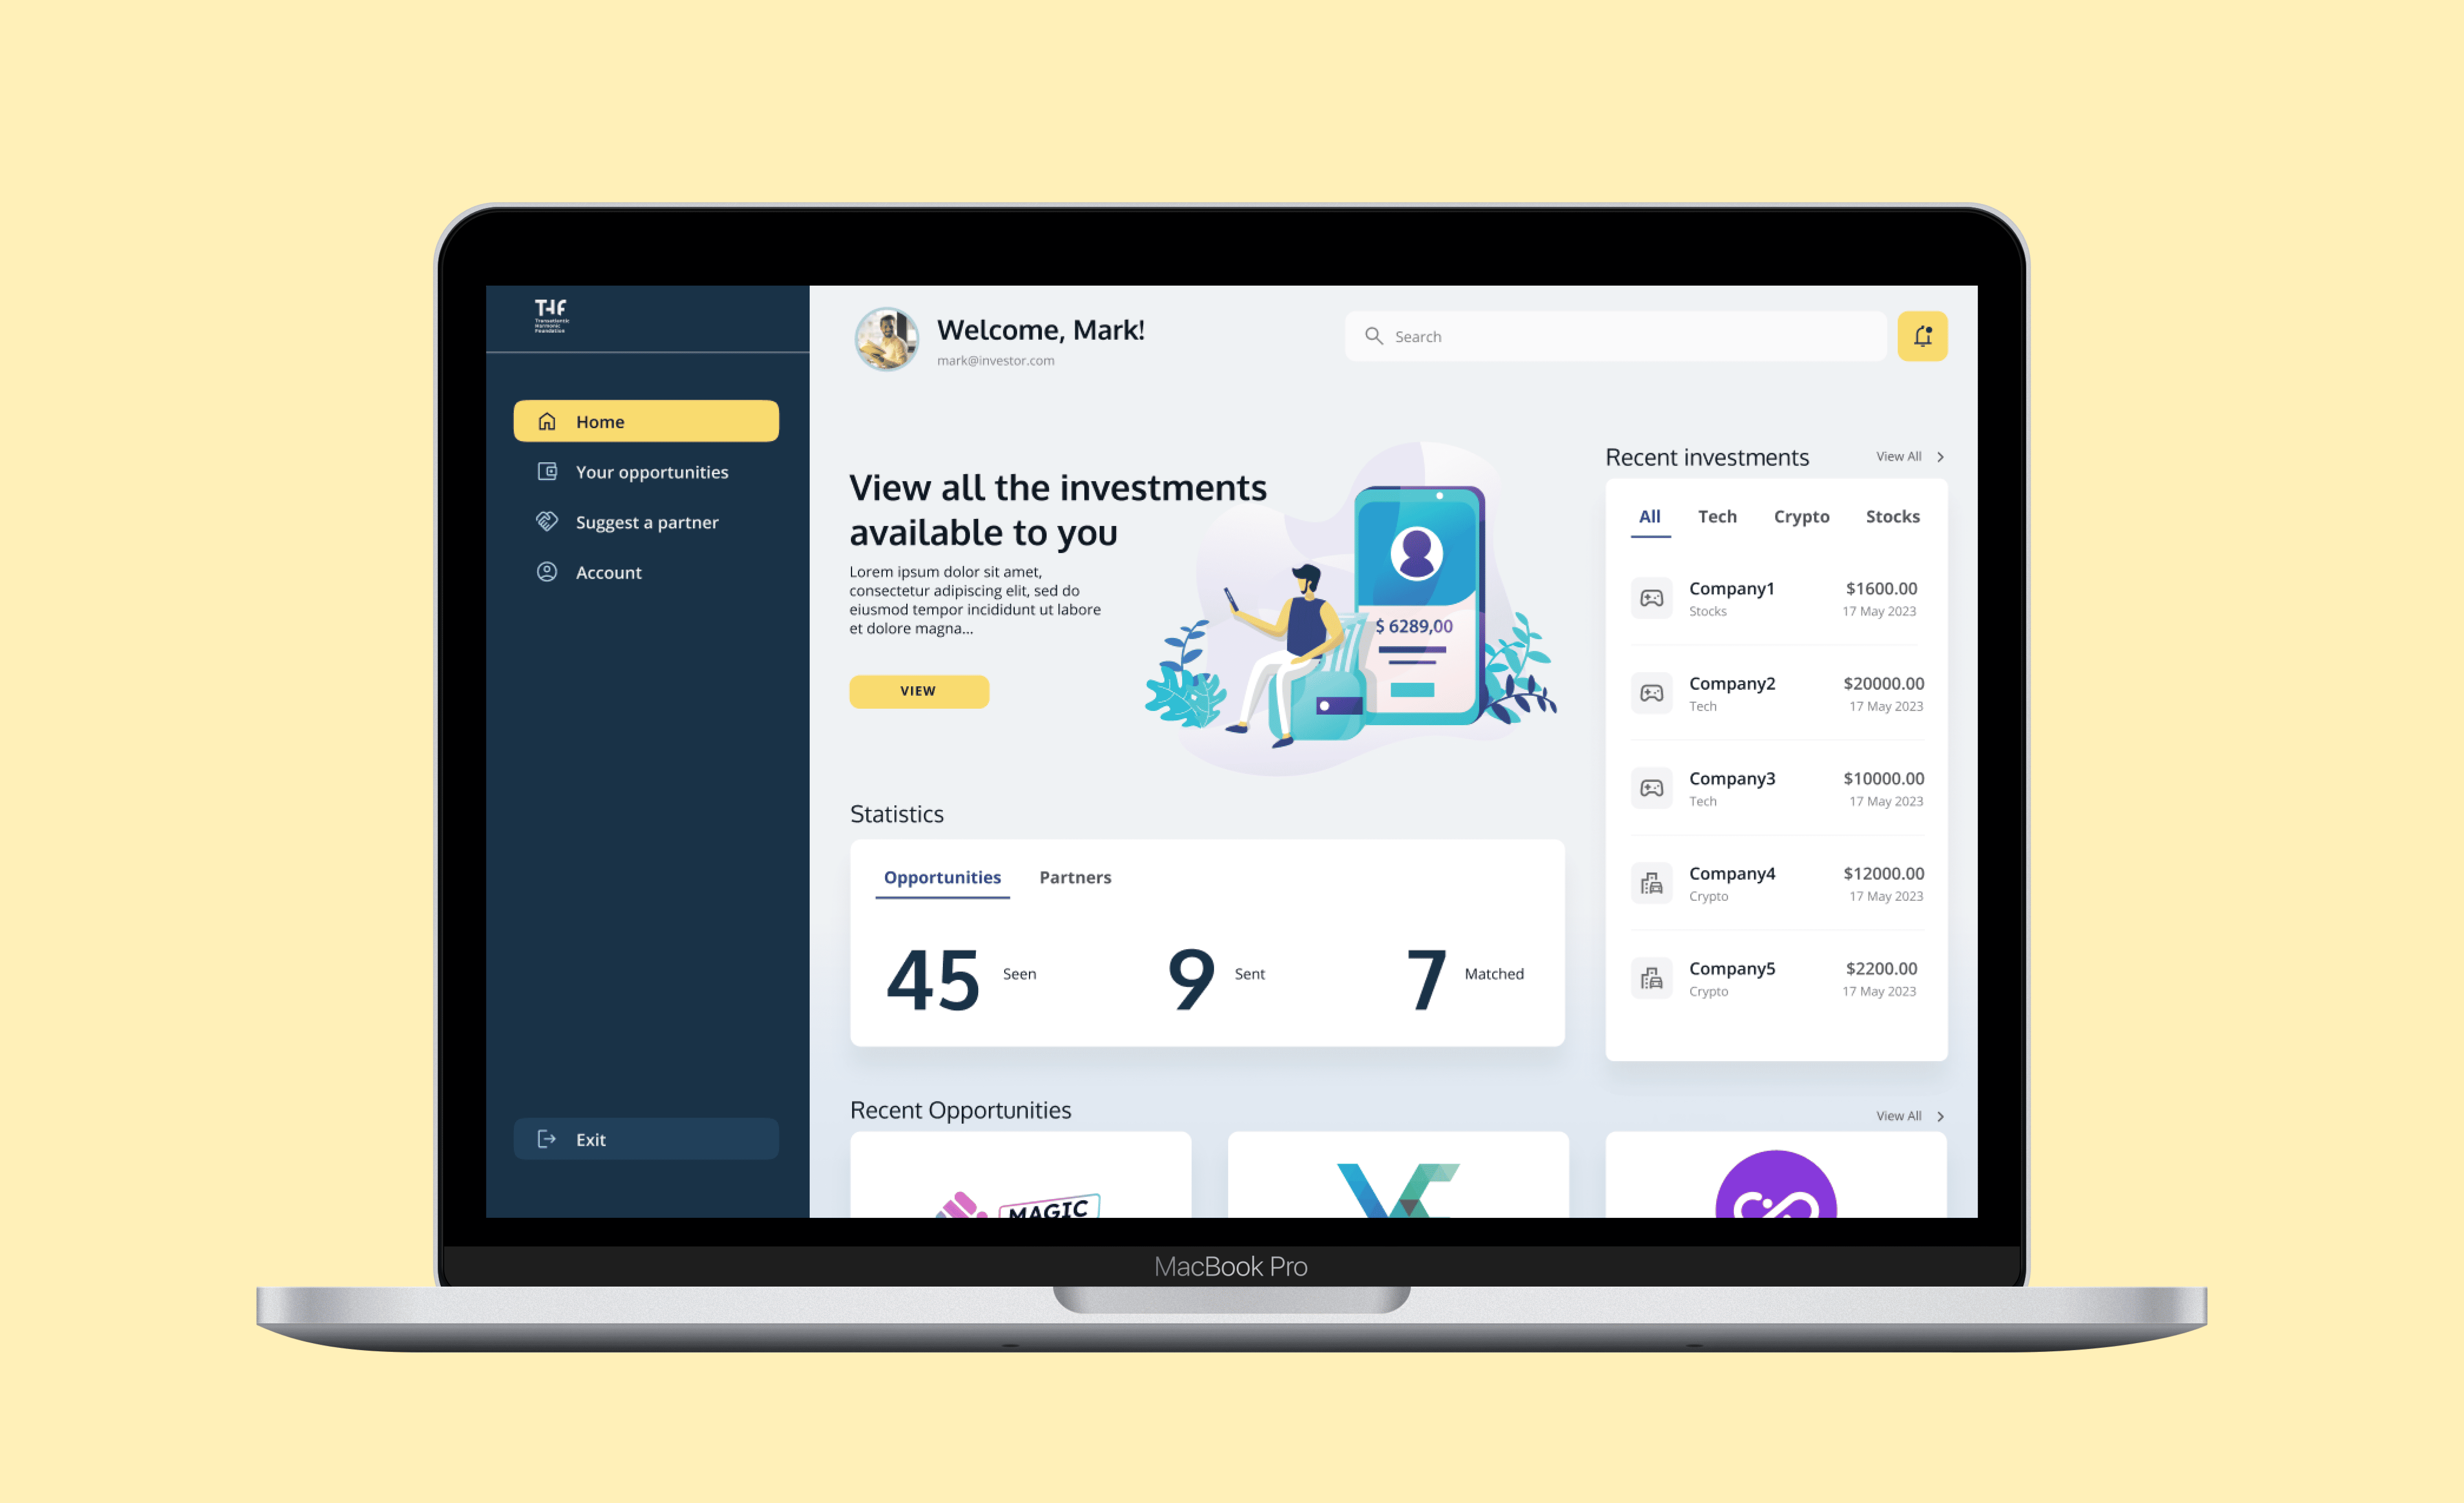 THF
Transatlantic
Harmonic
Foundation
Home
Your opportunities
Suggest a partner
Account
Exit
Welcome, Mark!
mark@investor.com
Search
View all the investments
available to you
Lorem ipsum dolor sit amet,
consectetur adipiscing elit, sed do
eiusmod tempor incididunt ut labore
et dolore magna...
VIEW
$ 6289,00
Statistics
Opportunities Partners
45 Seen 9 Sent 7 Matched
Recent investments View All
All Tech Crypto Stocks
Company1 $1600.00
Stocks 17 May 2023
Company2 $20000.00
Tech 17 May 2023
Company3 $10000.00
Tech 17 May 2023
Company4 $12000.00
Crypto 17 May 2023
Company5 $2200.00
Crypto 17 May 2023
Recent Opportunities View All
MAGIC
MacBook Pro